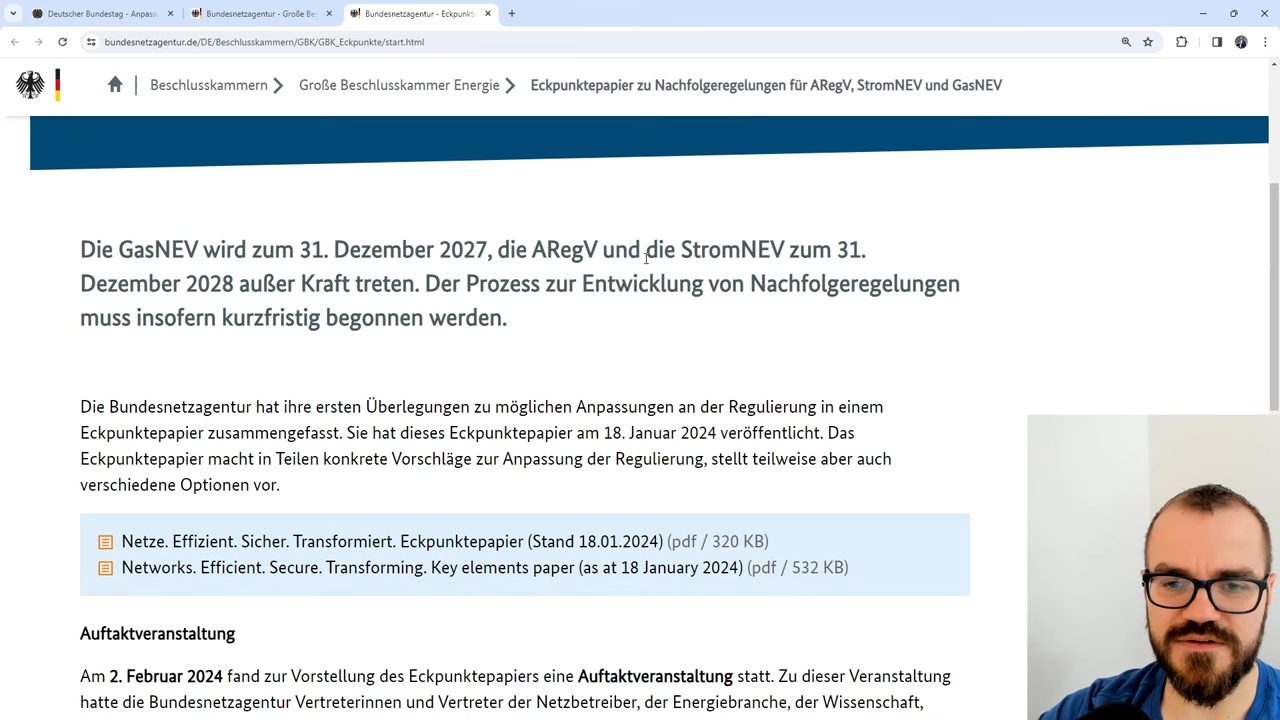 Deutscher Bundestag - Anpass
Bundesnetzagentur - Große Bes
Bundesnetzagentur - Eckpunkte
bundesnetzagentur.de/DE/Beschlusskammern/GBK/GBK_Eckpunkte/start.html
Beschlusskammern
Große Beschlusskammer Energie
Eckpunktepapier zu Nachfolgeregelungen für ARegV, StromNEV und GasNEV
Die GasNEV wird zum 31. Dezember 2027, die ARegV und die StromNEV zum 31.
Dezember 2028 außer Kraft treten. Der Prozess zur Entwicklung von Nachfolgeregelungen
muss insofern kurzfristig begonnen werden.
Die Bundesnetzagentur hat ihre ersten Überlegungen zu möglichen Anpassungen an der Regulierung in einem
Eckpunktepapier zusammengefasst. Sie hat dieses Eckpunktepapier am 18. Januar 2024 veröffentlicht. Das
Eckpunktepapier macht in Teilen konkrete Vorschläge zur Anpassung der Regulierung, stellt teilweise aber auch
verschiedene Optionen vor.
Netze. Effizient. Sicher. Transformiert. Eckpunktepapier (Stand 18.01.2024) (pdf / 320 KB)
Networks. Efficient. Secure. Transforming. Key elements paper (as at 18 January 2024) (pdf / 532 KB)
Auftaktveranstaltung
Am 2. Februar 2024 fand zur Vorstellung des Eckpunktepapiers eine Auftaktveranstaltung statt. Zu dieser Veranstaltung
hatte die Bundesnetzagentur Vertreterinnen und Vertreter der Netzbetreiber, der Energiebranche, der Wissenschaft,